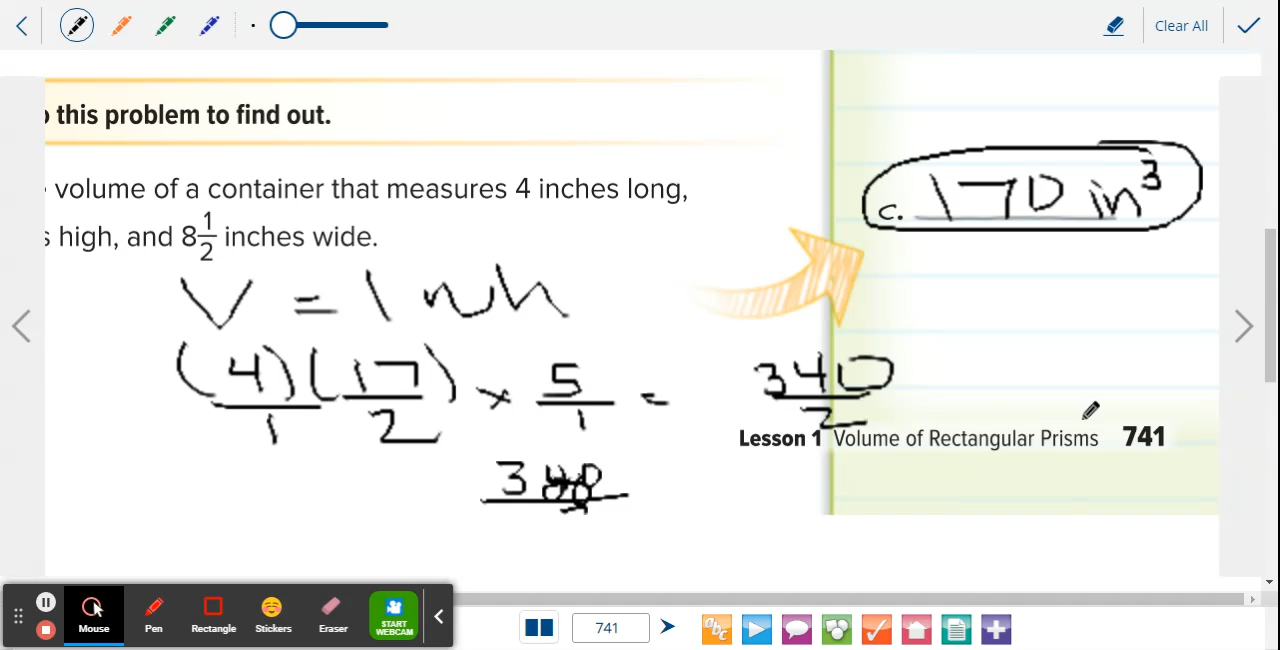 Clear All
this problem to find out.
volume of a container that measures 4 inches long,
s high, and 8 1/2 inches wide.
c. 170 in³
V = l w h
(4)/1 (17/2) × 5/1 = 340/2
Lesson 1 Volume of Rectangular Prisms 741
Mouse Pen Rectangle Stickers Eraser START WEBCAM
741
abc